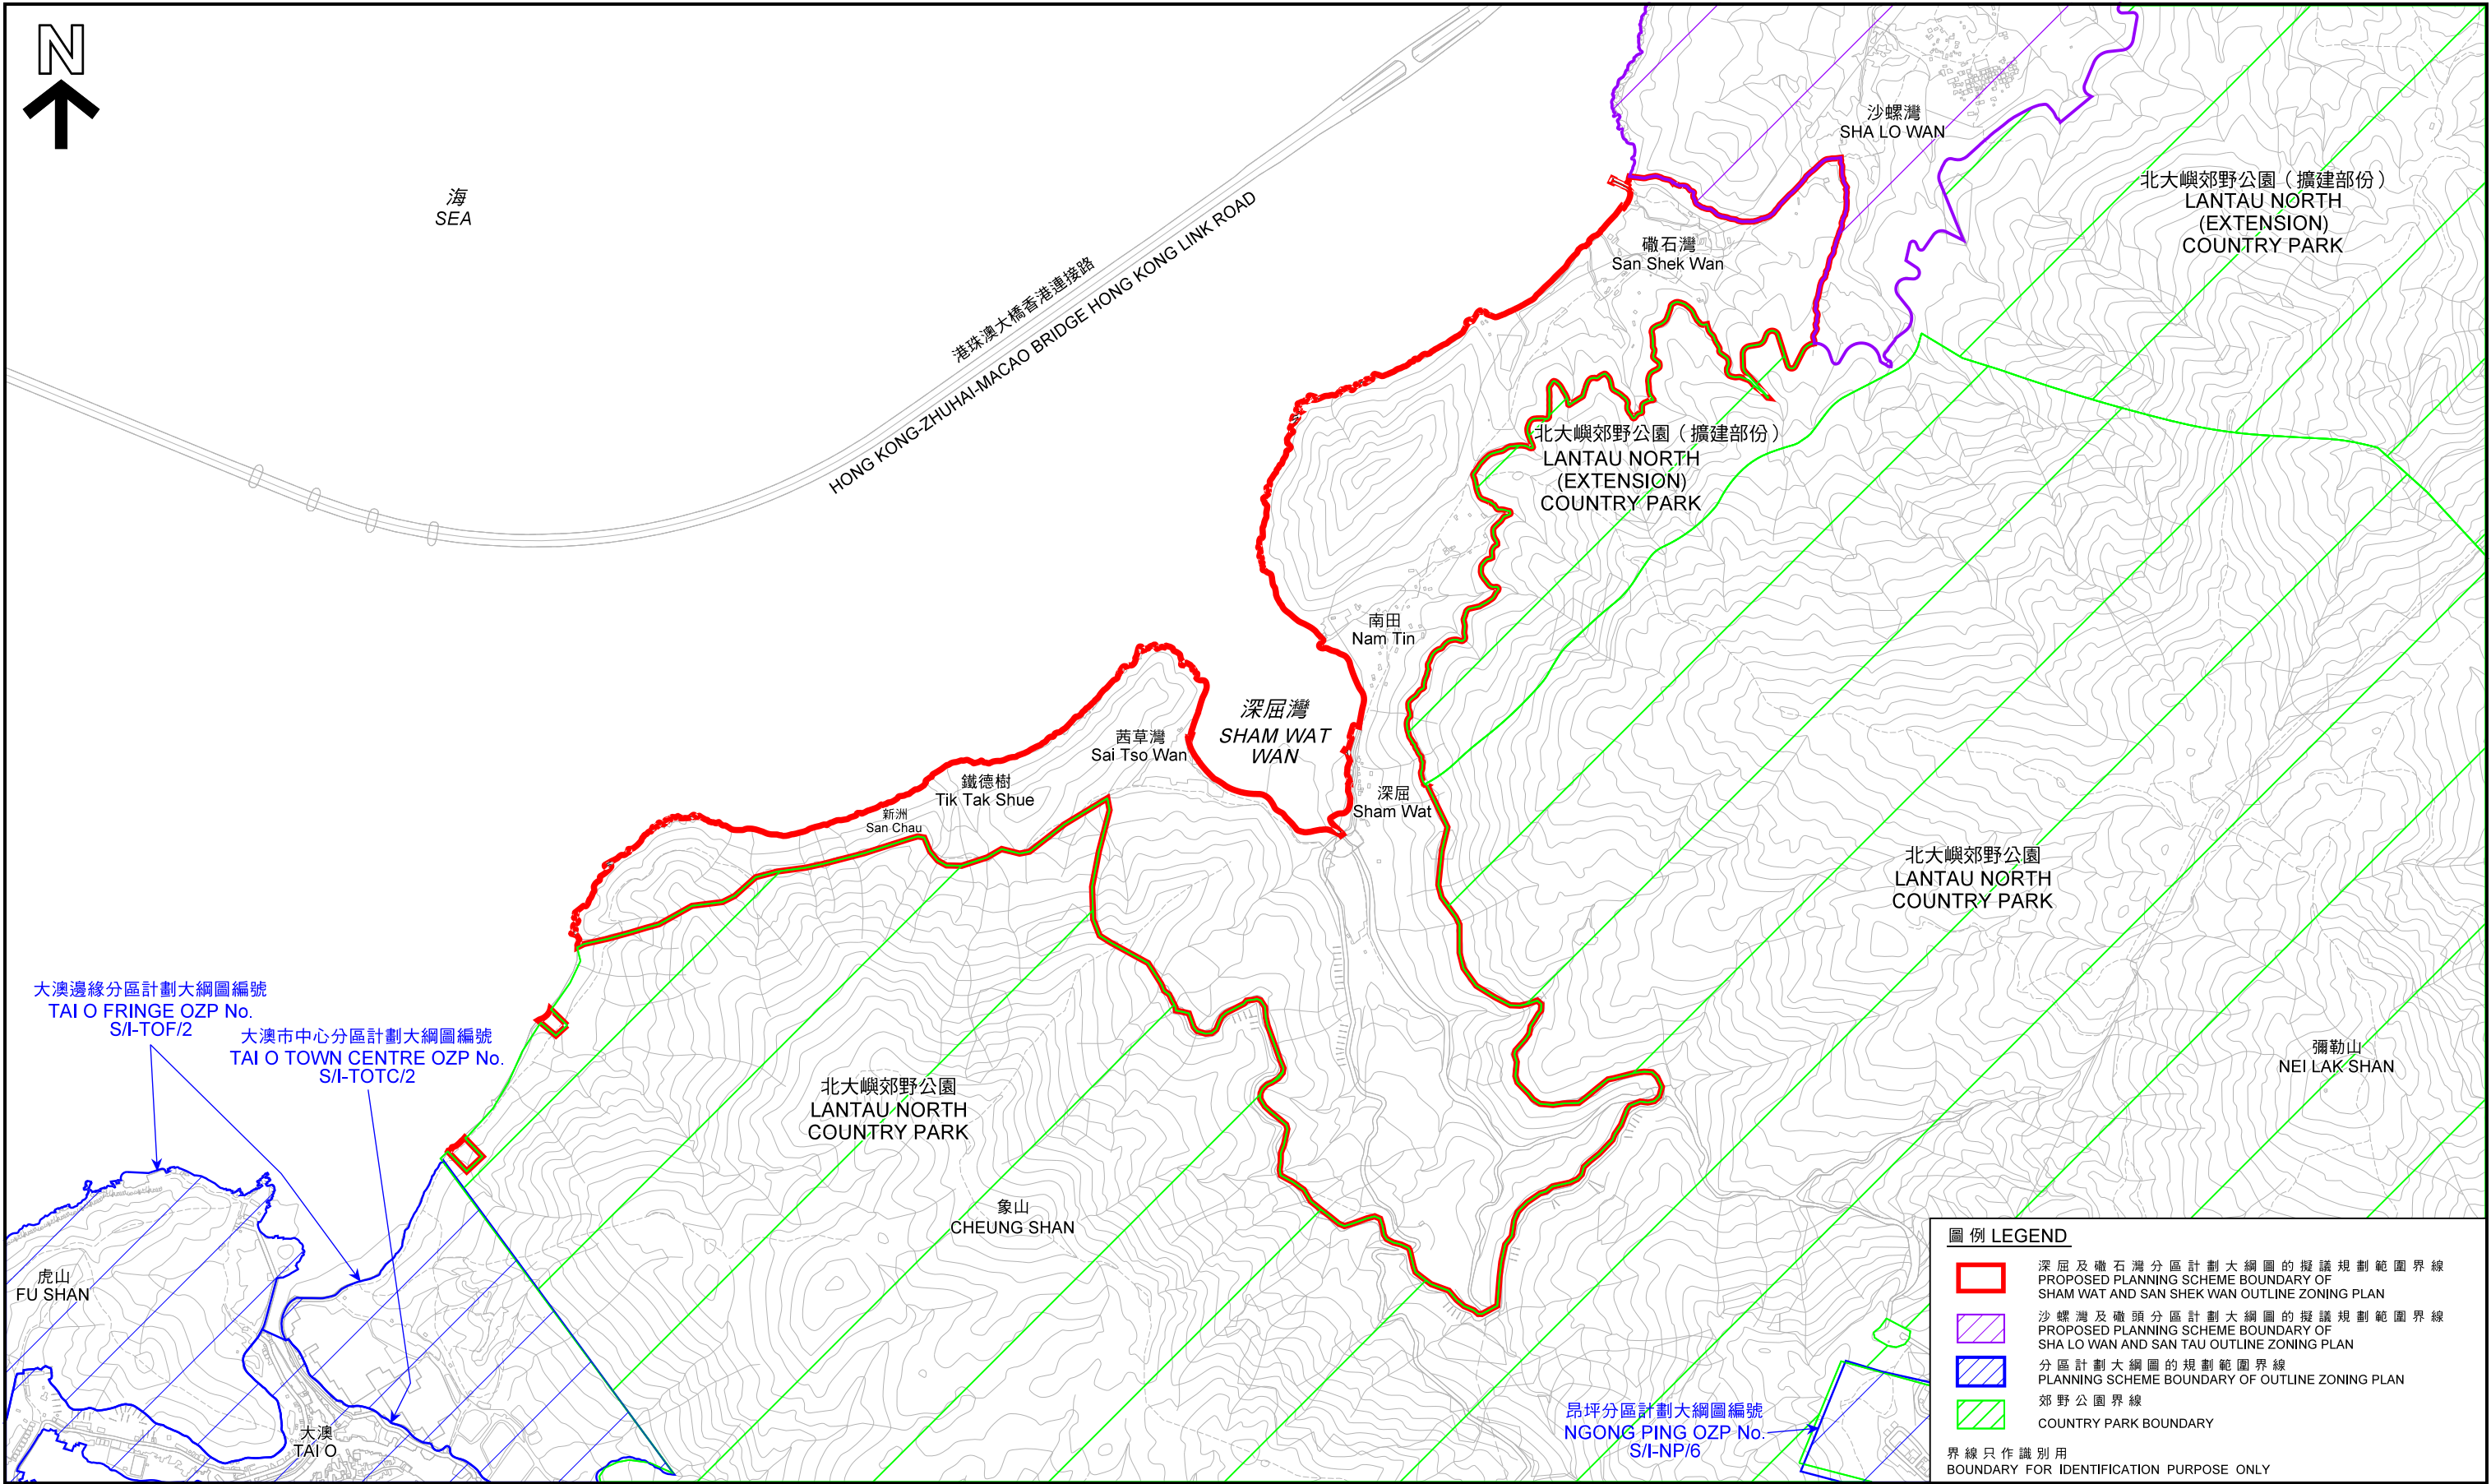 N
海
SEA
港珠澳大橋香港連接路
HONG KONG-ZHUHAI-MACAO BRIDGE HONG KONG LINK ROAD
沙螺灣
SHA LO WAN
北大嶼郊野公園（擴建部份）
LANTAU NORTH
(EXTENSION)
COUNTRY PARK
䃟石灣
San Shek Wan
北大嶼郊野公園（擴建部份）
LANTAU NORTH
(EXTENSION)
COUNTRY PARK
南田
Nam Tin
深屈灣
SHAM WAT
WAN
茜草灣
Sai Tso Wan
鐵德樹
Tik Tak Shue
新洲
San Chau
深屈
Sham Wat
北大嶼郊野公園
LANTAU NORTH
COUNTRY PARK
大澳邊緣分區計劃大綱圖編號
TAI O FRINGE OZP No.
S/I-TOF/2
大澳市中心分區計劃大綱圖編號
TAI O TOWN CENTRE OZP No.
S/I-TOTC/2
北大嶼郊野公園
LANTAU NORTH
COUNTRY PARK
彌勒山
NEI LAK SHAN
象山
CHEUNG SHAN
虎山
FU SHAN
大澳
TAI O
昂坪分區計劃大綱圖編號
NGONG PING OZP No.
S/I-NP/6
圖例 LEGEND
深屈及䃟石灣分區計劃大綱圖的擬議規劃範圍界線
PROPOSED PLANNING SCHEME BOUNDARY OF
SHAM WAT AND SAN SHEK WAN OUTLINE ZONING PLAN
沙螺灣及䃟頭分區計劃大綱圖的擬議規劃範圍界線
PROPOSED PLANNING SCHEME BOUNDARY OF
SHA LO WAN AND SAN TAU OUTLINE ZONING PLAN
分區計劃大綱圖的規劃範圍界線
PLANNING SCHEME BOUNDARY OF OUTLINE ZONING PLAN
郊野公園界線
COUNTRY PARK BOUNDARY
界線只作識別用
BOUNDARY FOR IDENTIFICATION PURPOSE ONLY